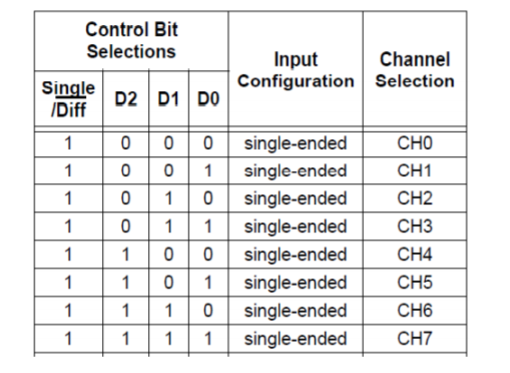 Control Bit
Selections
Input
Configuration
Channel
Selection
Single
/Diff D2 D1 D0
1 0 0 0 single-ended CH0
1 0 0 1 single-ended CH1
1 0 1 0 single-ended CH2
1 0 1 1 single-ended CH3
1 1 0 0 single-ended CH4
1 1 0 1 single-ended CH5
1 1 1 0 single-ended CH6
1 1 1 1 single-ended CH7